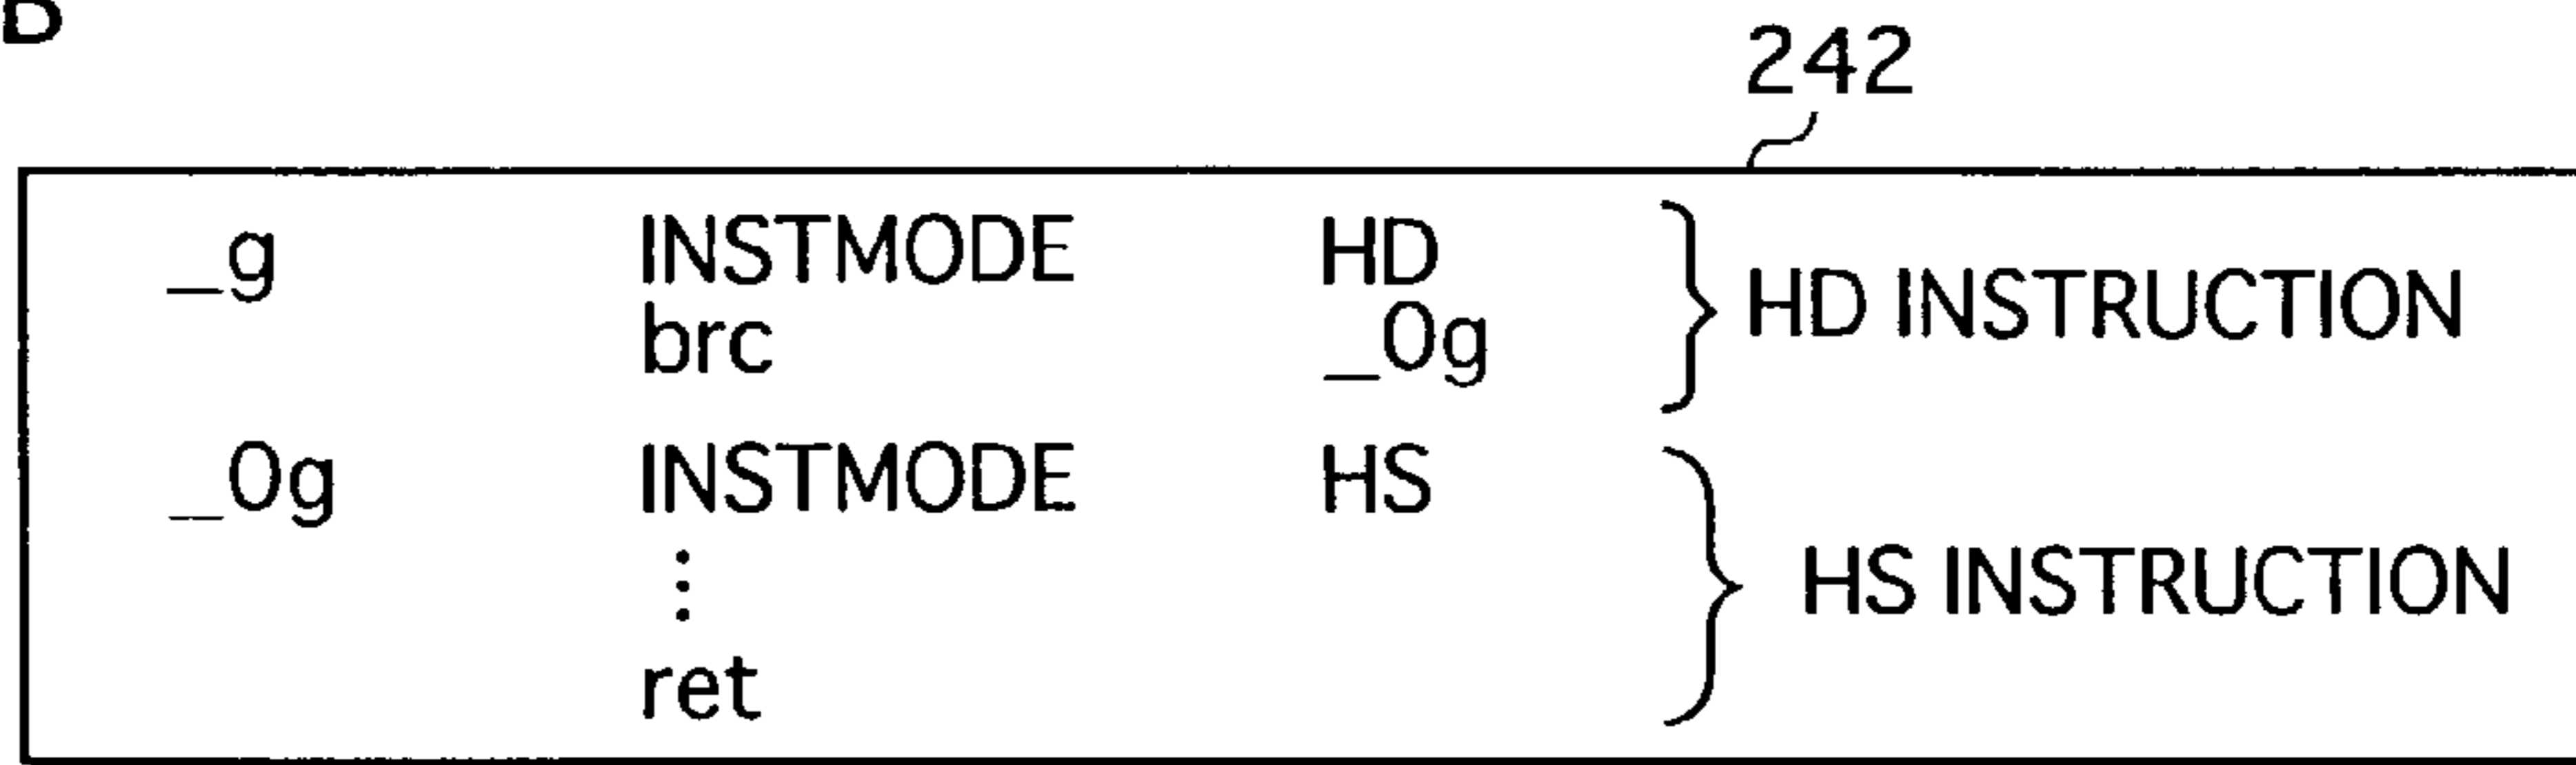 B
242
_g INSTMODE HD
brc _0g
HD INSTRUCTION
_0g INSTMODE HS
⋮
HS INSTRUCTION
ret